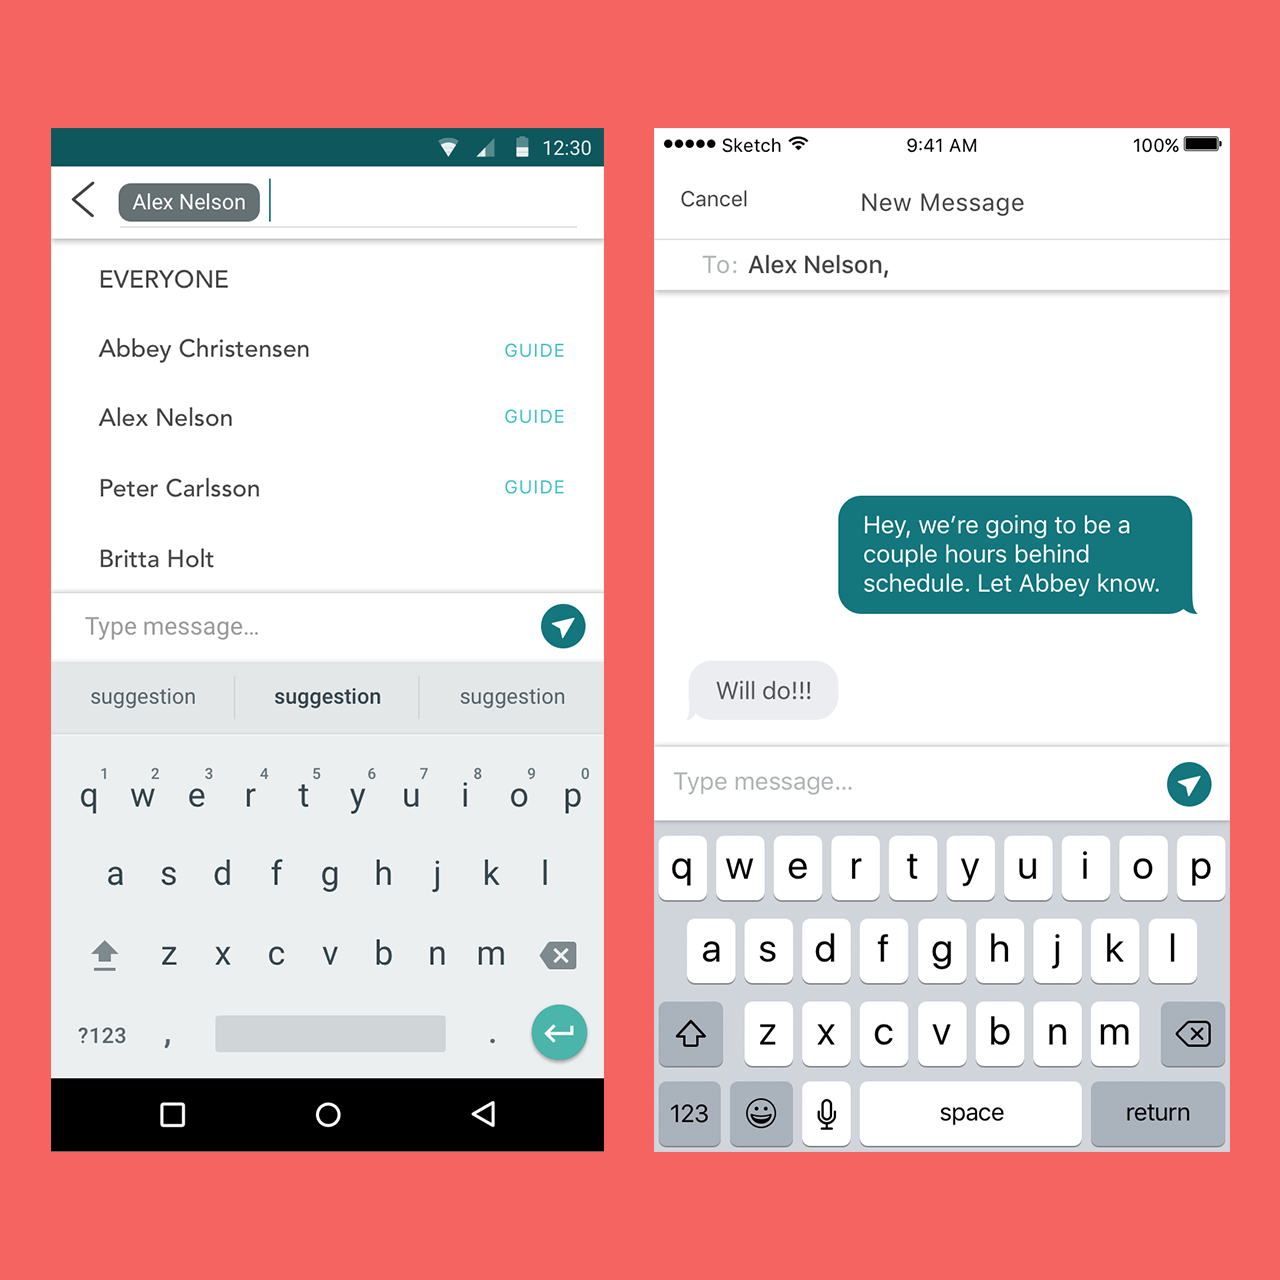 12:30
Alex Nelson
EVERYONE
Abbey Christensen GUIDE
Alex Nelson GUIDE
Peter Carlsson GUIDE
Britta Holt
Type message...
suggestion suggestion suggestion
1 2 3 4 5 6 7 8 9 0
q w e r t y u i o p
a s d f g h j k l
z x c v b n m
?123 , .
Sketch 9:41 AM 100%
Cancel New Message
To: Alex Nelson,
Hey, we’re going to be a
couple hours behind
schedule. Let Abbey know.
Will do!!!
Type message...
q w e r t y u i o p
a s d f g h j k l
z x c v b n m
123 space return